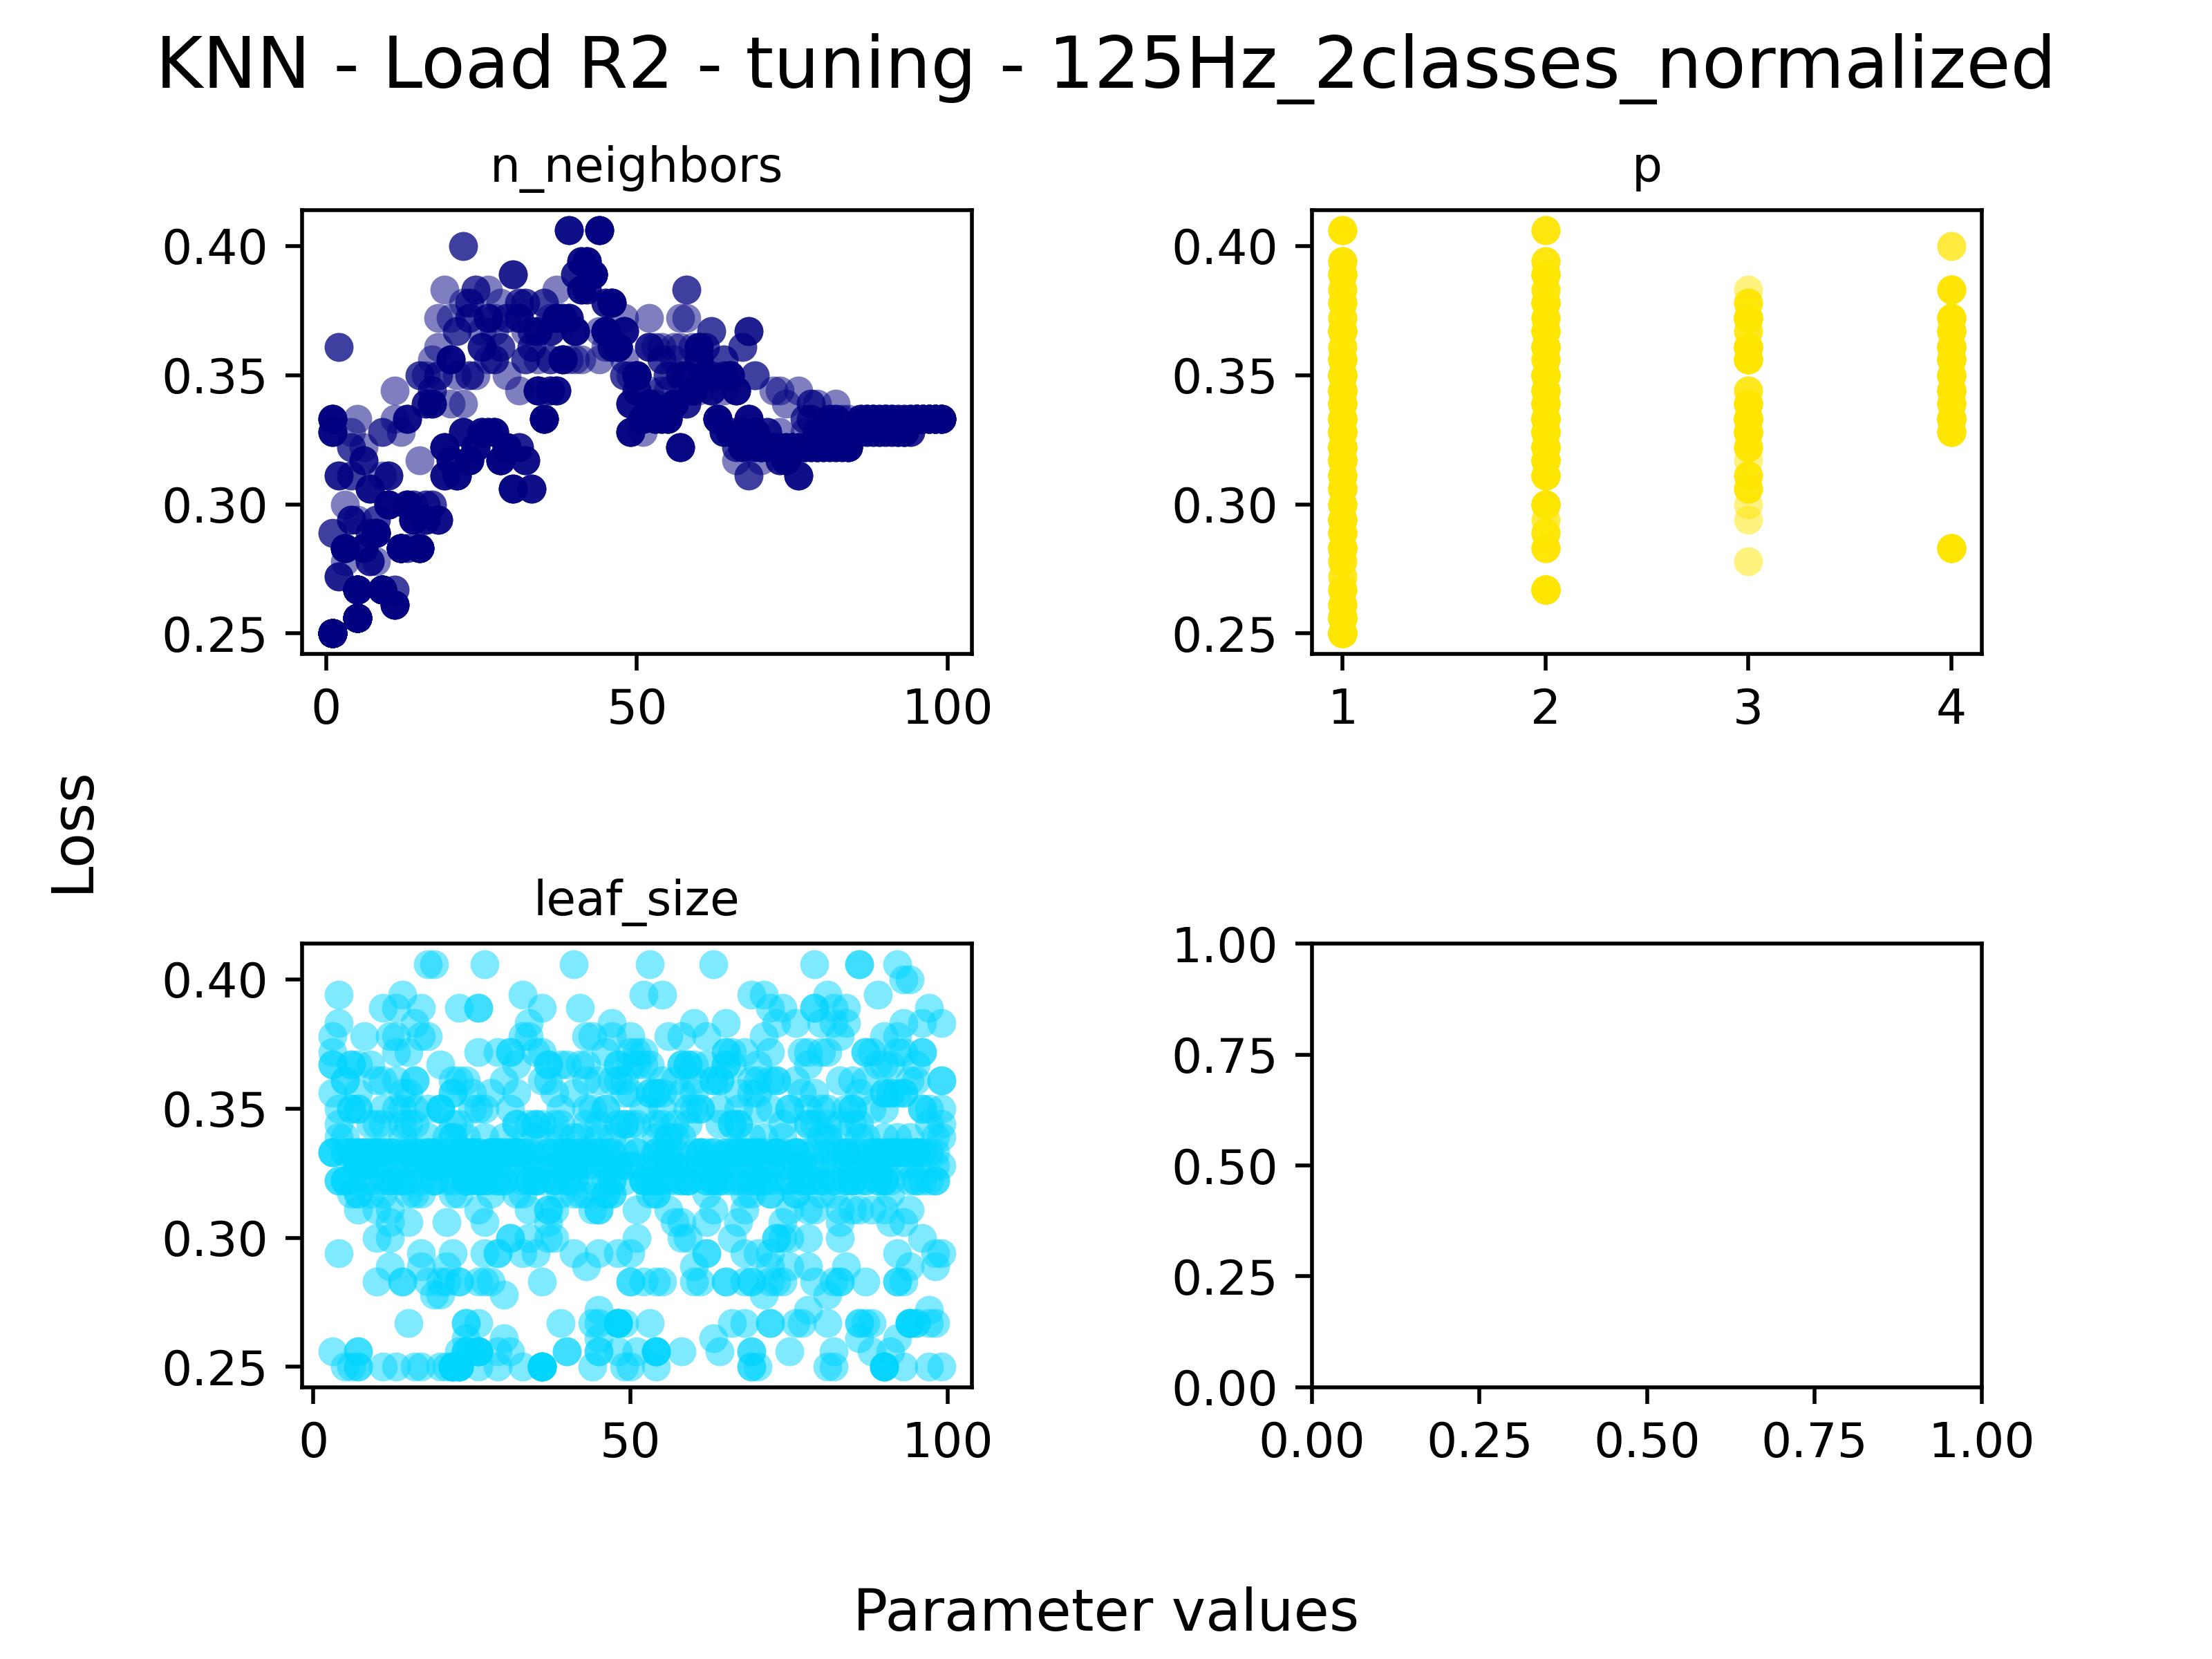 KNN - Load R2 - tuning - 125Hz_2classes_normalized
n_neighbors
0.40
0.35
0.30
0.25
0 50 100
p
0.40
0.35
0.30
0.25
1 2 3 4
Loss
leaf_size
0.40
0.35
0.30
0.25
0 50 100
1.00
0.75
0.50
0.25
0.00
0.00 0.25 0.50 0.75 1.00
Parameter values